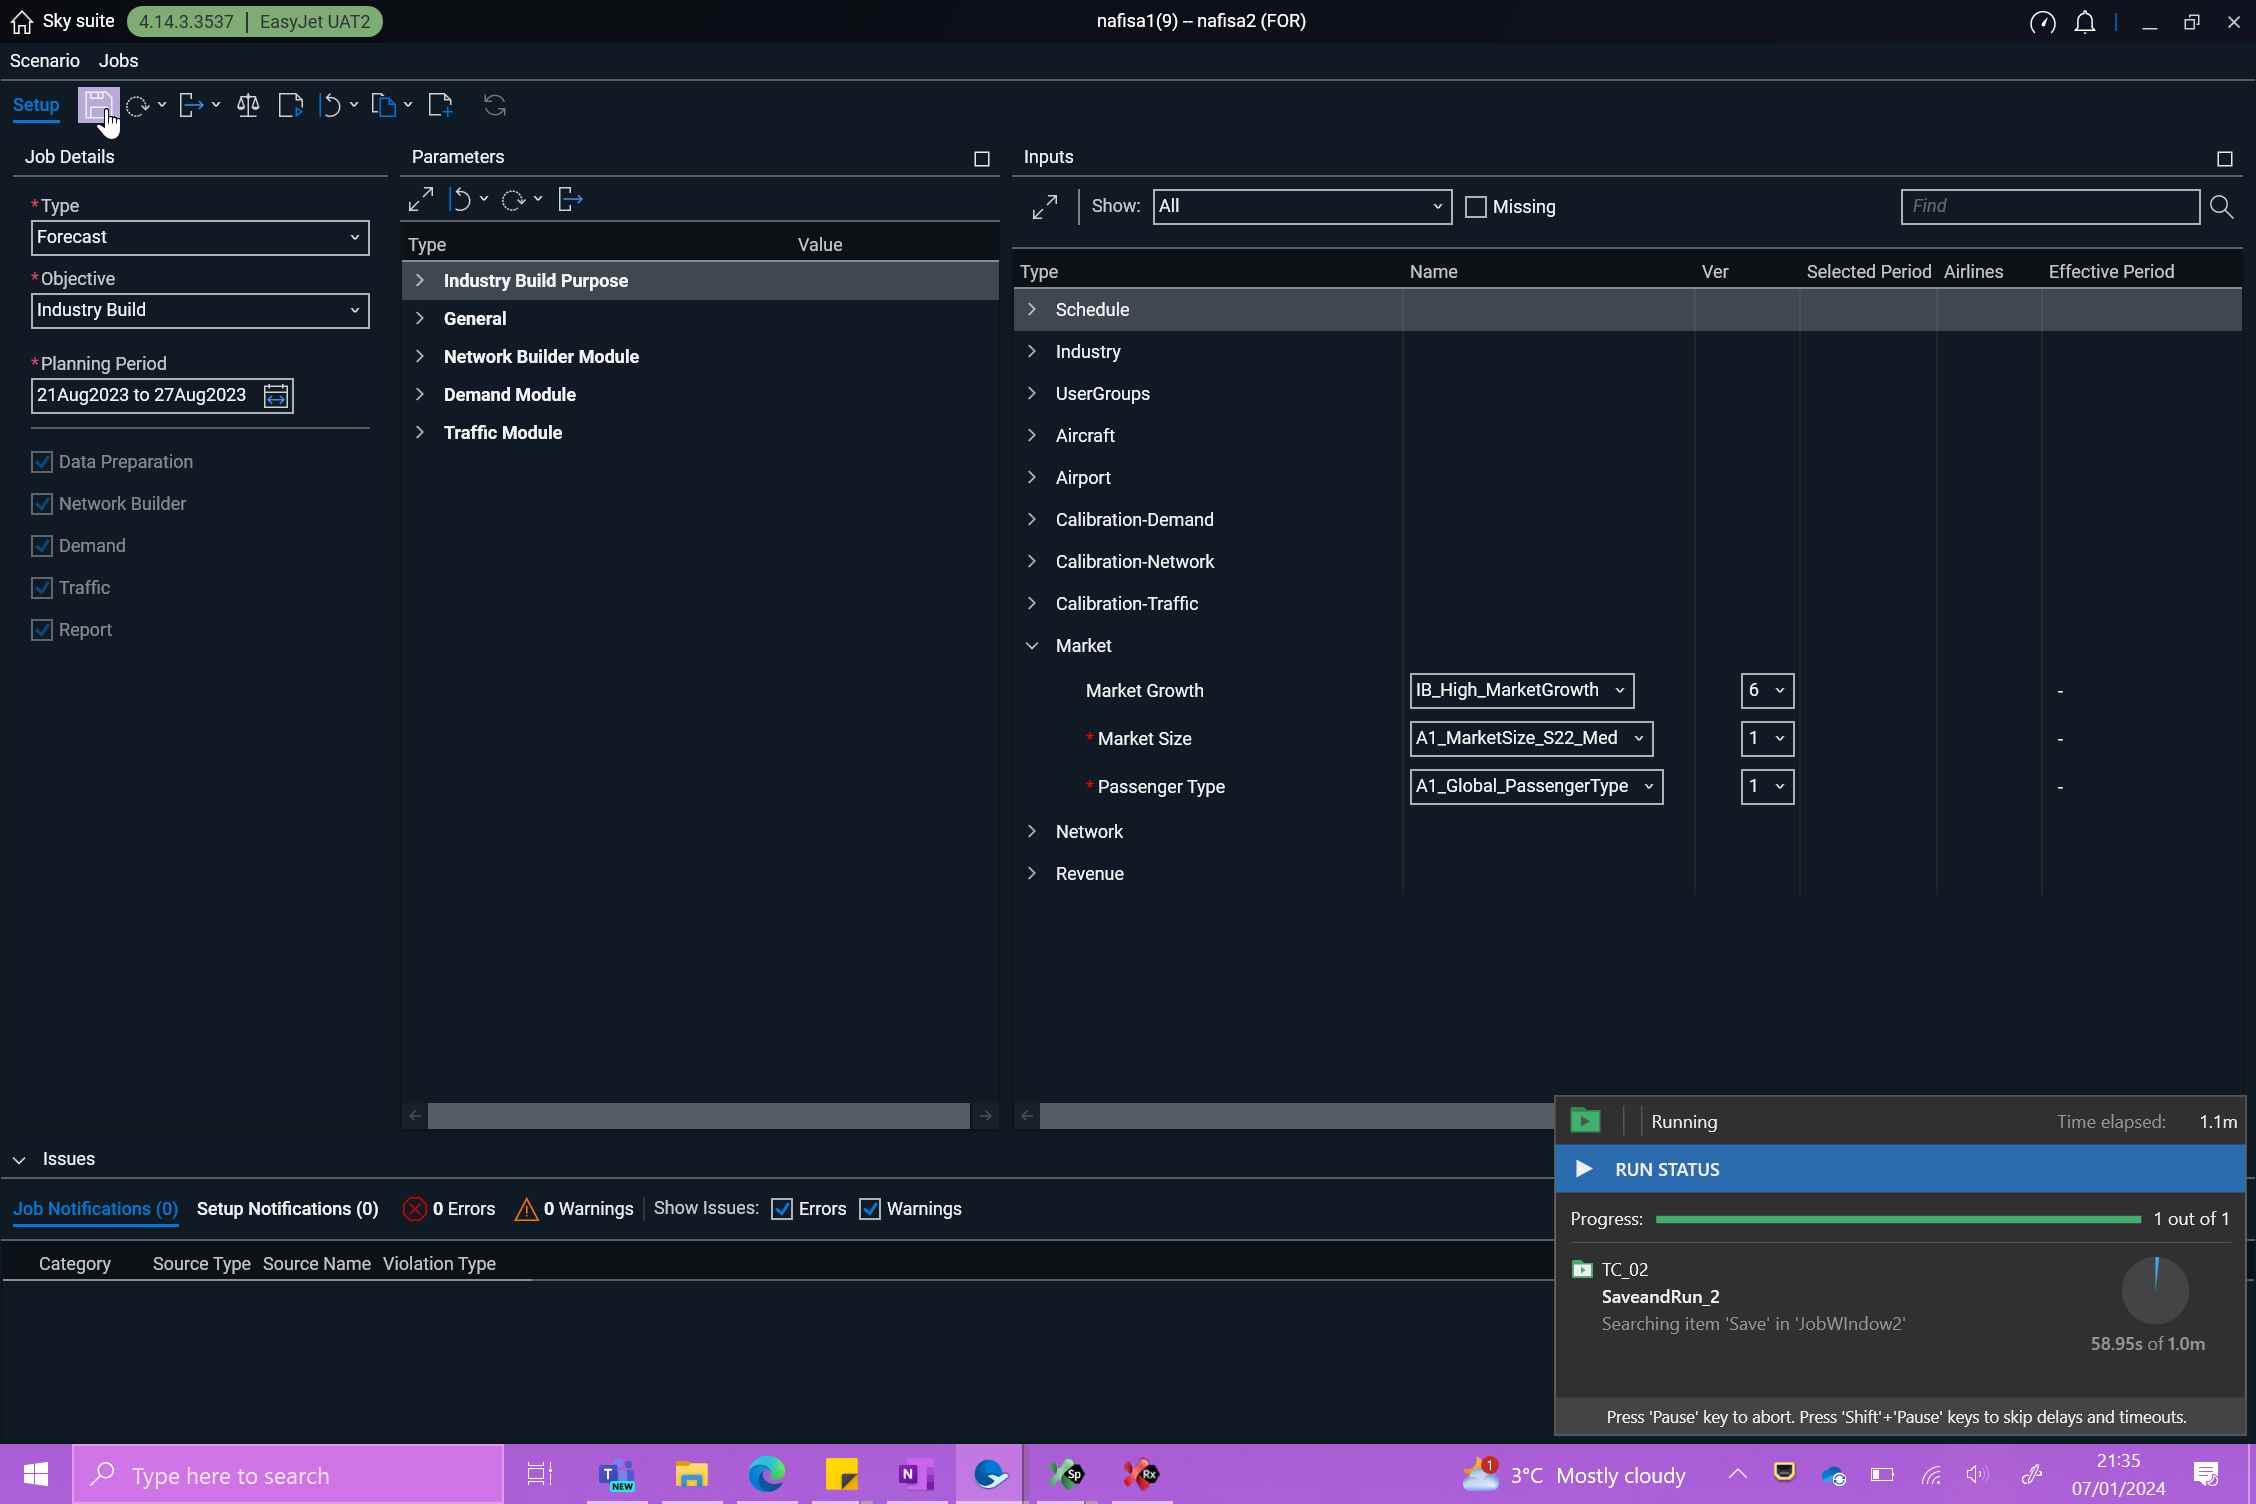 Sky suite 4.14.3.3537 | EasyJet UAT2 nafisa1(9) – nafisa2 (FOR)
Scenario Jobs
Setup
Job Details
*Type
Forecast
*Objective
Industry Build
*Planning Period
21Aug2023 to 27Aug2023
Data Preparation
Network Builder
Demand
Traffic
Report
Parameters
Type Value
Industry Build Purpose
General
Network Builder Module
Demand Module
Traffic Module
Inputs
Show: All Missing Find
Type Name Ver Selected Period Airlines Effective Period
Schedule
Industry
UserGroups
Aircraft
Airport
Calibration-Demand
Calibration-Network
Calibration-Traffic
Market
Market Growth IB_High_MarketGrowth 6 -
* Market Size A1_MarketSize_S22_Med 1 -
* Passenger Type A1_Global_PassengerType 1 -
Network
Revenue
Issues
Job Notifications (0) Setup Notifications (0) 0 Errors 0 Warnings Show Issues: Errors Warnings
Category Source Type Source Name Violation Type
Running Time elapsed: 1.1m
RUN STATUS
Progress: 1 out of 1
TC_02
SaveandRun_2
Searching item 'Save' in 'JobWIndow2'
58.95s of 1.0m
Press 'Pause' key to abort. Press 'Shift'+'Pause' keys to skip delays and timeouts.
Type here to search
T NEW
N
Sp
Rx
1
3°C Mostly cloudy
21:35
07/01/2024